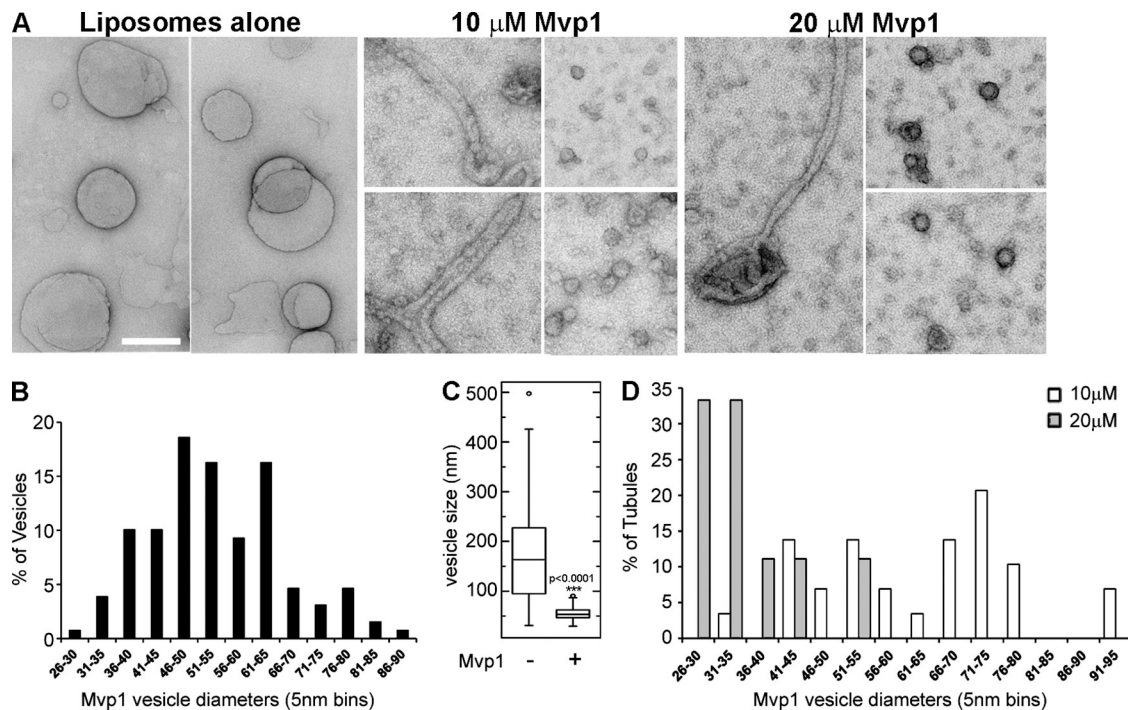 A Liposomes alone 10 μM Mvp1 20 μM Mvp1
B
% of Vesicles
20
15
10
5
0
26-30 31-35 36-40 41-45 46-50 51-55 56-60 61-65 66-70 71-75 76-80 81-85 86-90
Mvp1 vesicle diameters (5nm bins)
C
vesicle size (nm)
500
400
300
200
100
p<0.0001
***
Mvp1 - +
D
10μM
20μM
% of Tubules
35
30
25
20
15
10
5
0
26-30 31-35 36-40 41-45 46-50 51-55 56-60 61-65 66-70 71-75 76-80 81-85 86-90 91-95
Mvp1 vesicle diameters (5nm bins)